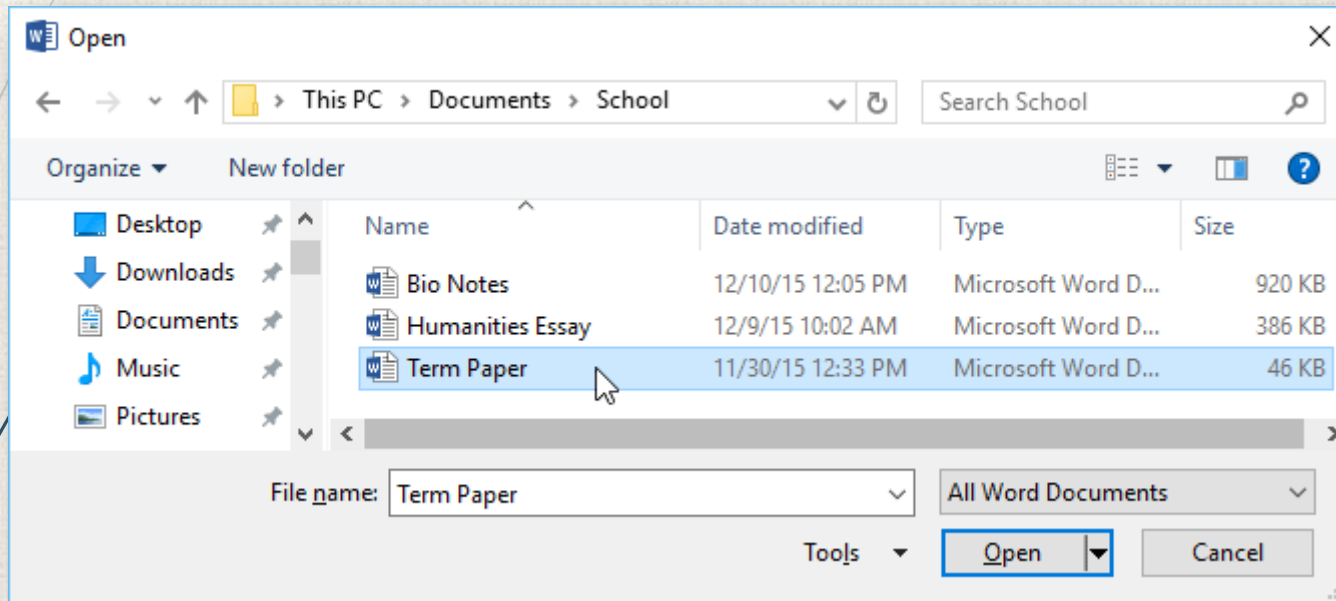 Open
This PC > Documents > School
Search School
Organize
New folder
Desktop
Downloads
Documents
Music
Pictures
Name Date modified Type Size
Bio Notes 12/10/15 12:05 PM Microsoft Word D... 920 KB
Humanities Essay 12/9/15 10:02 AM Microsoft Word D... 386 KB
Term Paper 11/30/15 12:33 PM Microsoft Word D... 46 KB
File name: Term Paper All Word Documents
Tools Open Cancel